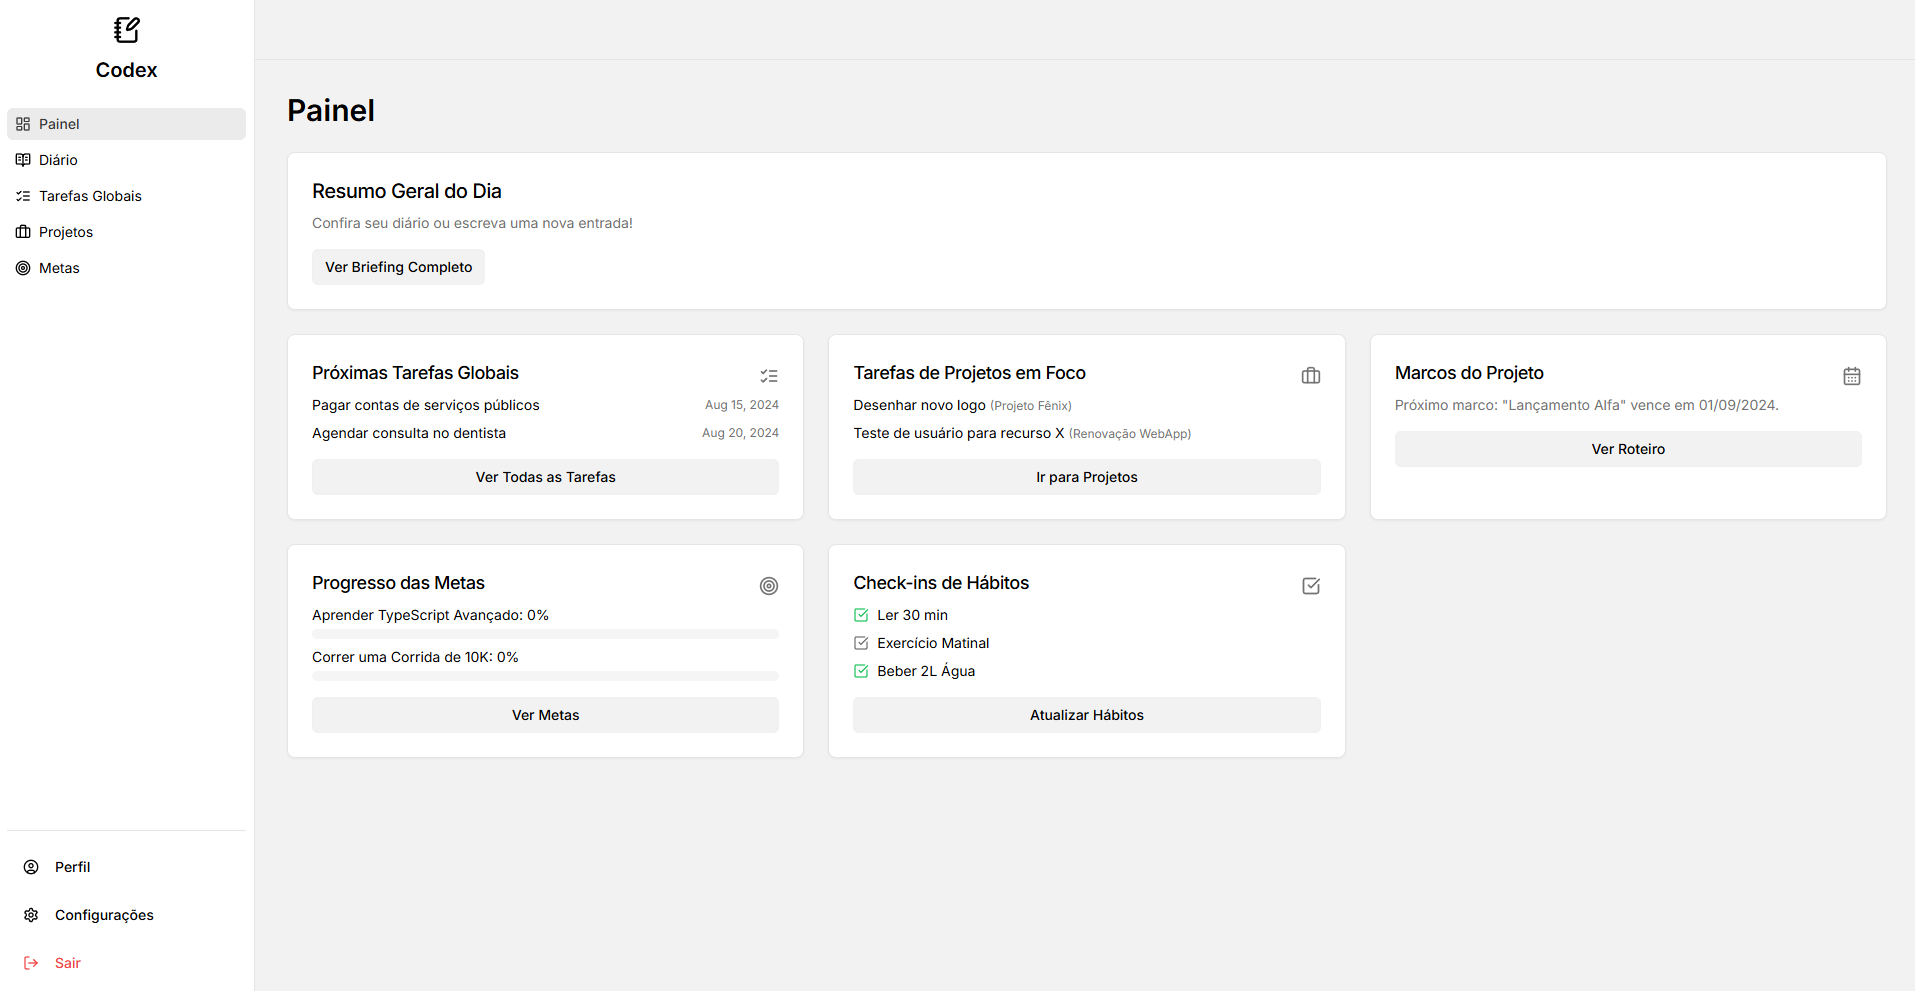 Codex
Painel
Diário
Tarefas Globais
Projetos
Metas
Perfil
Configurações
Sair
Painel
Resumo Geral do Dia
Confira seu diário ou escreva uma nova entrada!
Ver Briefing Completo
Próximas Tarefas Globais
Pagar contas de serviços públicos Aug 15, 2024
Agendar consulta no dentista Aug 20, 2024
Ver Todas as Tarefas
Tarefas de Projetos em Foco
Desenhar novo logo (Projeto Fênix)
Teste de usuário para recurso X (Renovação WebApp)
Ir para Projetos
Marcos do Projeto
Próximo marco: "Lançamento Alfa" vence em 01/09/2024.
Ver Roteiro
Progresso das Metas
Aprender TypeScript Avançado: 0%
Correr uma Corrida de 10K: 0%
Ver Metas
Check-ins de Hábitos
Ler 30 min
Exercício Matinal
Beber 2L Água
Atualizar Hábitos